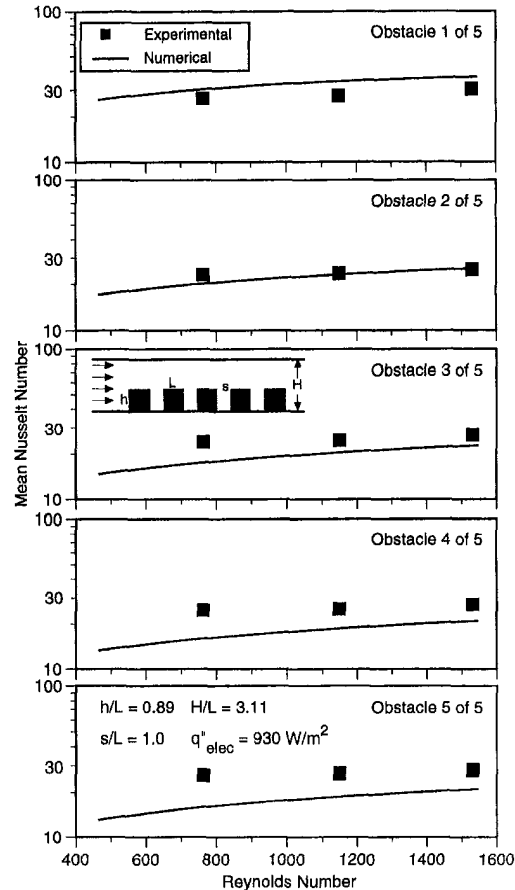 100
Experimental
Numerical
Obstacle 1 of 5
30
10
100
Obstacle 2 of 5
30
10
100
Obstacle 3 of 5
L
s
H
h
30
10
100
Obstacle 4 of 5
30
10
100
h/L = 0.89 H/L = 3.11
Obstacle 5 of 5
s/L = 1.0 q"elec = 930 W/m²
30
10
400 600 800 1000 1200 1400 1600
Reynolds Number
Mean Nusselt Number